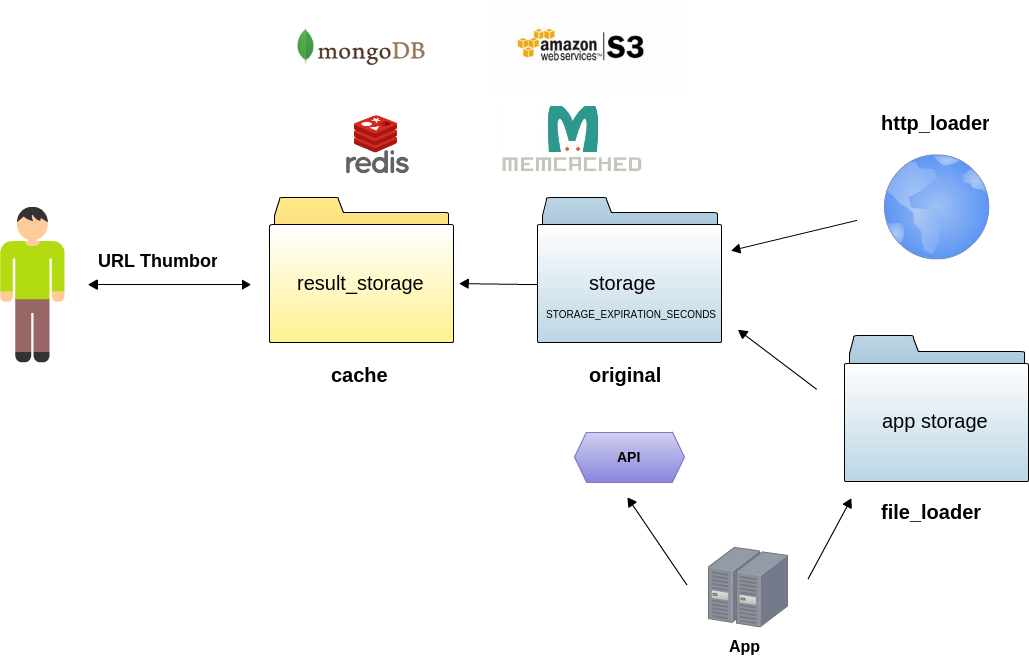 mongoDB
amazon
web services™
S3
redis
MEMCACHED
http_loader
URL Thumbor
result_storage
storage
STORAGE_EXPIRATION_SECONDS
cache
original
app storage
API
file_loader
App